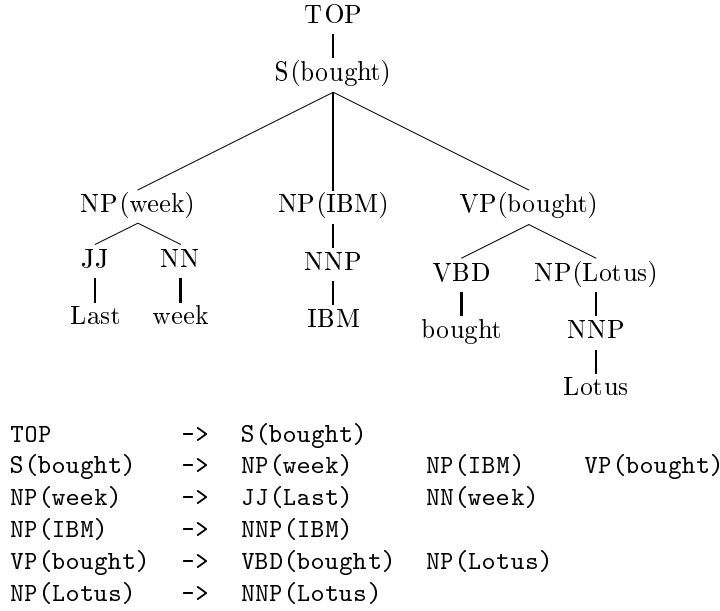 TOP
S(bought)
NP(week) NP(IBM) VP(bought)
JJ NN NNP VBD NP(Lotus)
Last week IBM bought NNP
Lotus
TOP -> S(bought)
S(bought) -> NP(week) NP(IBM) VP(bought)
NP(week) -> JJ(Last) NN(week)
NP(IBM) -> NNP(IBM)
VP(bought) -> VBD(bought) NP(Lotus)
NP(Lotus) -> NNP(Lotus)